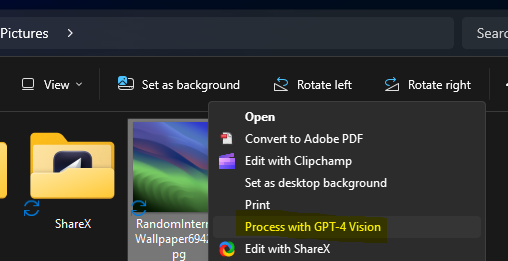 Pictures
Searc
View
Set as background
Rotate left
Rotate right
Open
Convert to Adobe PDF
Edit with Clipchamp
Set as desktop background
Print
Process with GPT-4 Vision
Edit with ShareX
ShareX
RandomIntern
Wallpaper6942
pg